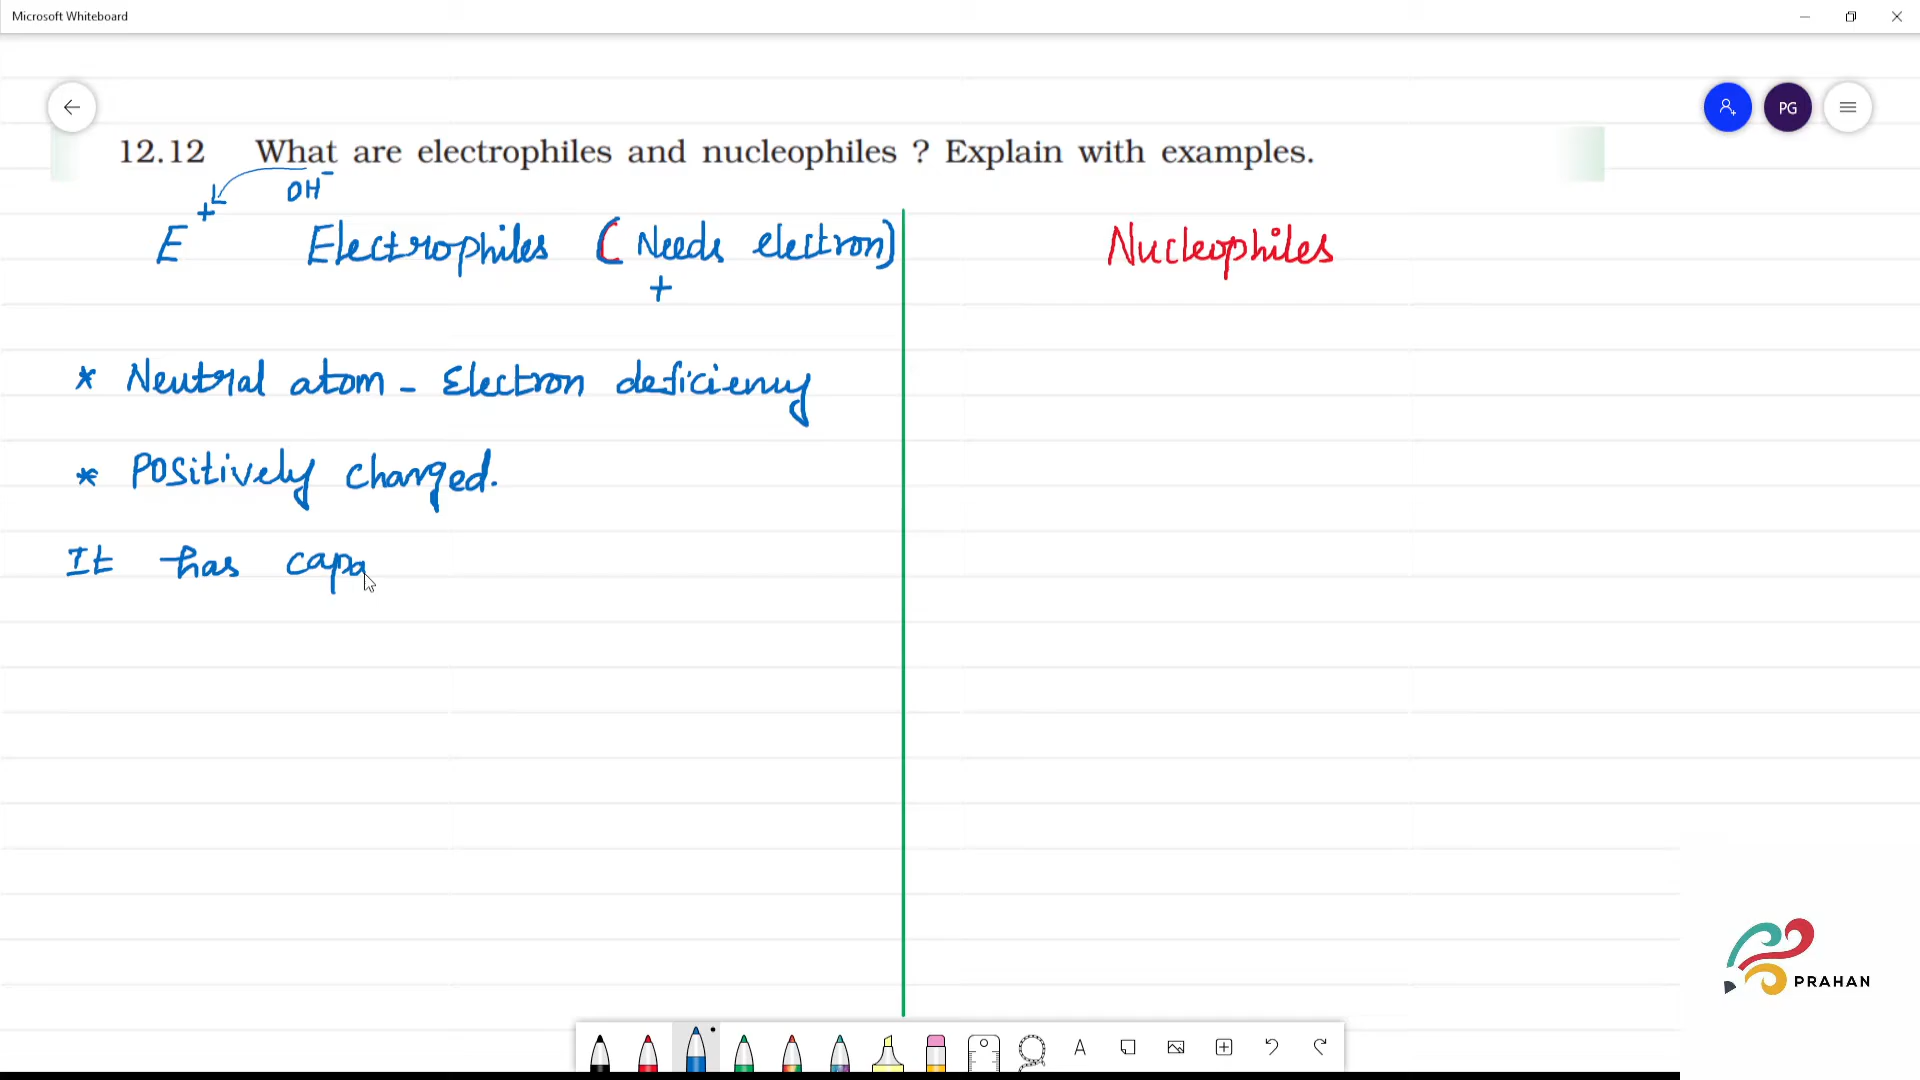 Microsoft Whiteboard
PG
12.12 What are electrophiles and nucleophiles ? Explain with examples.
OH⁻
E⁺ Electrophiles (Needs electron)
+
Nucleophiles
* Neutral atom - Electron deficiency
* Positively charged.
It has capa
A
PRAHAN